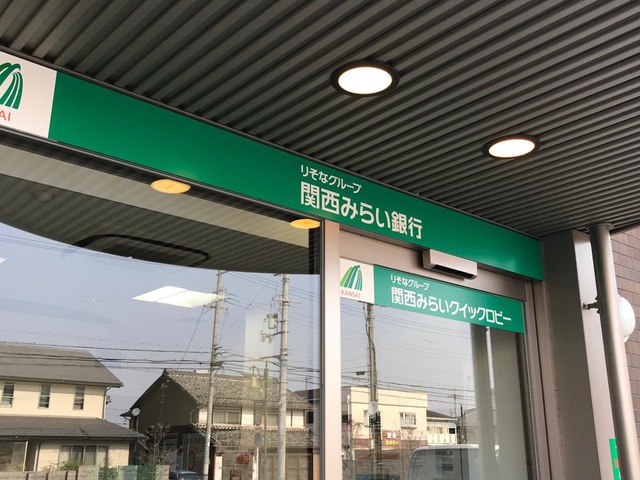 AI
りそなグループ
関西みらい銀行
りそなグループ
KANSAI
関西みらいクイックロビー